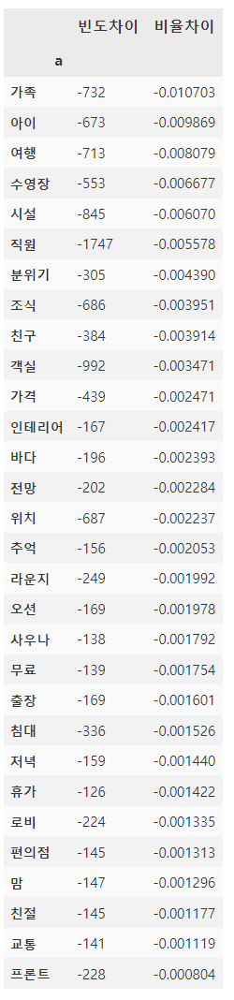 빈도차이 비율차이
a
가족 -732 -0.010703
아이 -673 -0.009869
여행 -713 -0.008079
수영장 -553 -0.006677
시설 -845 -0.006070
직원 -1747 -0.005578
분위기 -305 -0.004390
조식 -686 -0.003951
친구 -384 -0.003914
객실 -992 -0.003471
가격 -439 -0.002471
인테리어 -167 -0.002417
바다 -196 -0.002393
전망 -202 -0.002284
위치 -687 -0.002237
추억 -156 -0.002053
라운지 -249 -0.001992
오션 -169 -0.001978
사우나 -138 -0.001792
무료 -139 -0.001754
출장 -169 -0.001601
침대 -336 -0.001526
저녁 -159 -0.001440
휴가 -126 -0.001422
로비 -224 -0.001335
편의점 -145 -0.001313
맘 -147 -0.001296
친절 -145 -0.001177
교통 -141 -0.001119
프론트 -228 -0.000804